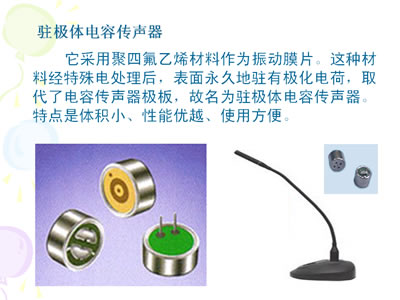 驻极体电容传声器
它采用聚四氟乙烯材料作为振动膜片。这种材
料经特殊电处理后，表面永久地驻有极化电荷，取
代了电容传声器极板，故名为驻极体电容传声器。
特点是体积小、性能优越、使用方便。